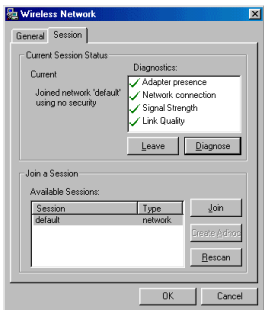 Wireless Network
General Session
Current Session Status
Current
Joined network 'default'
using no security
Diagnostics:
Adapter presence
Network connection
Signal Strength
Link Quality
Leave Diagnose
Join a Session
Available Sessions:
Session Type
default network
Join
Create Ad-hoc
Rescan
OK Cancel